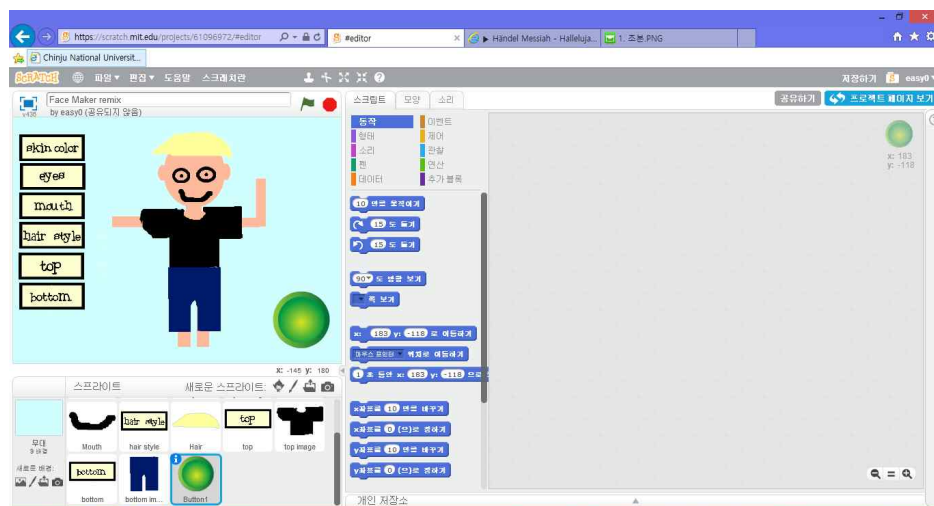 https://scratch.mit.edu/projects/61096972/#editor
#editor
▶ Händel Messiah - Halleluja...
1. 초본.PNG
Chinju National Universit...
SCRATCH 파일▼ 편집▼ 도움말 스크래치란
저장하기 easy0▼
Face Maker remix
by easy0 (공유되지 않음)
v436
스크립트 모양 소리
공유하기 프로젝트 페이지 보기
동작 이벤트
형태 제어
소리 관찰
펜 연산
데이터 추가 블록
x: 183
y: -118
skin color
eyes
mouth
hair style
top
bottom
10 만큼 움직이기
15 도 돌기
15 도 돌기
90▼ 도 방향 보기
▼ 쪽 보기
x: 183 y: -118 로 이동하기
마우스 포인터▼ 위치로 이동하기
1 초 동안 x: 183 y: -118 으로
x좌표를 10 만큼 바꾸기
x좌표를 0 (으)로 정하기
y좌표를 10 만큼 바꾸기
y좌표를 0 (으)로 정하기
X: -145 y: 180
스프라이트 새로운 스프라이트:
무대
새로운 배경:
hair style
top
Mouth hair style Hair top top image
bottom
bottom bottom im... Button1
개인 저장소